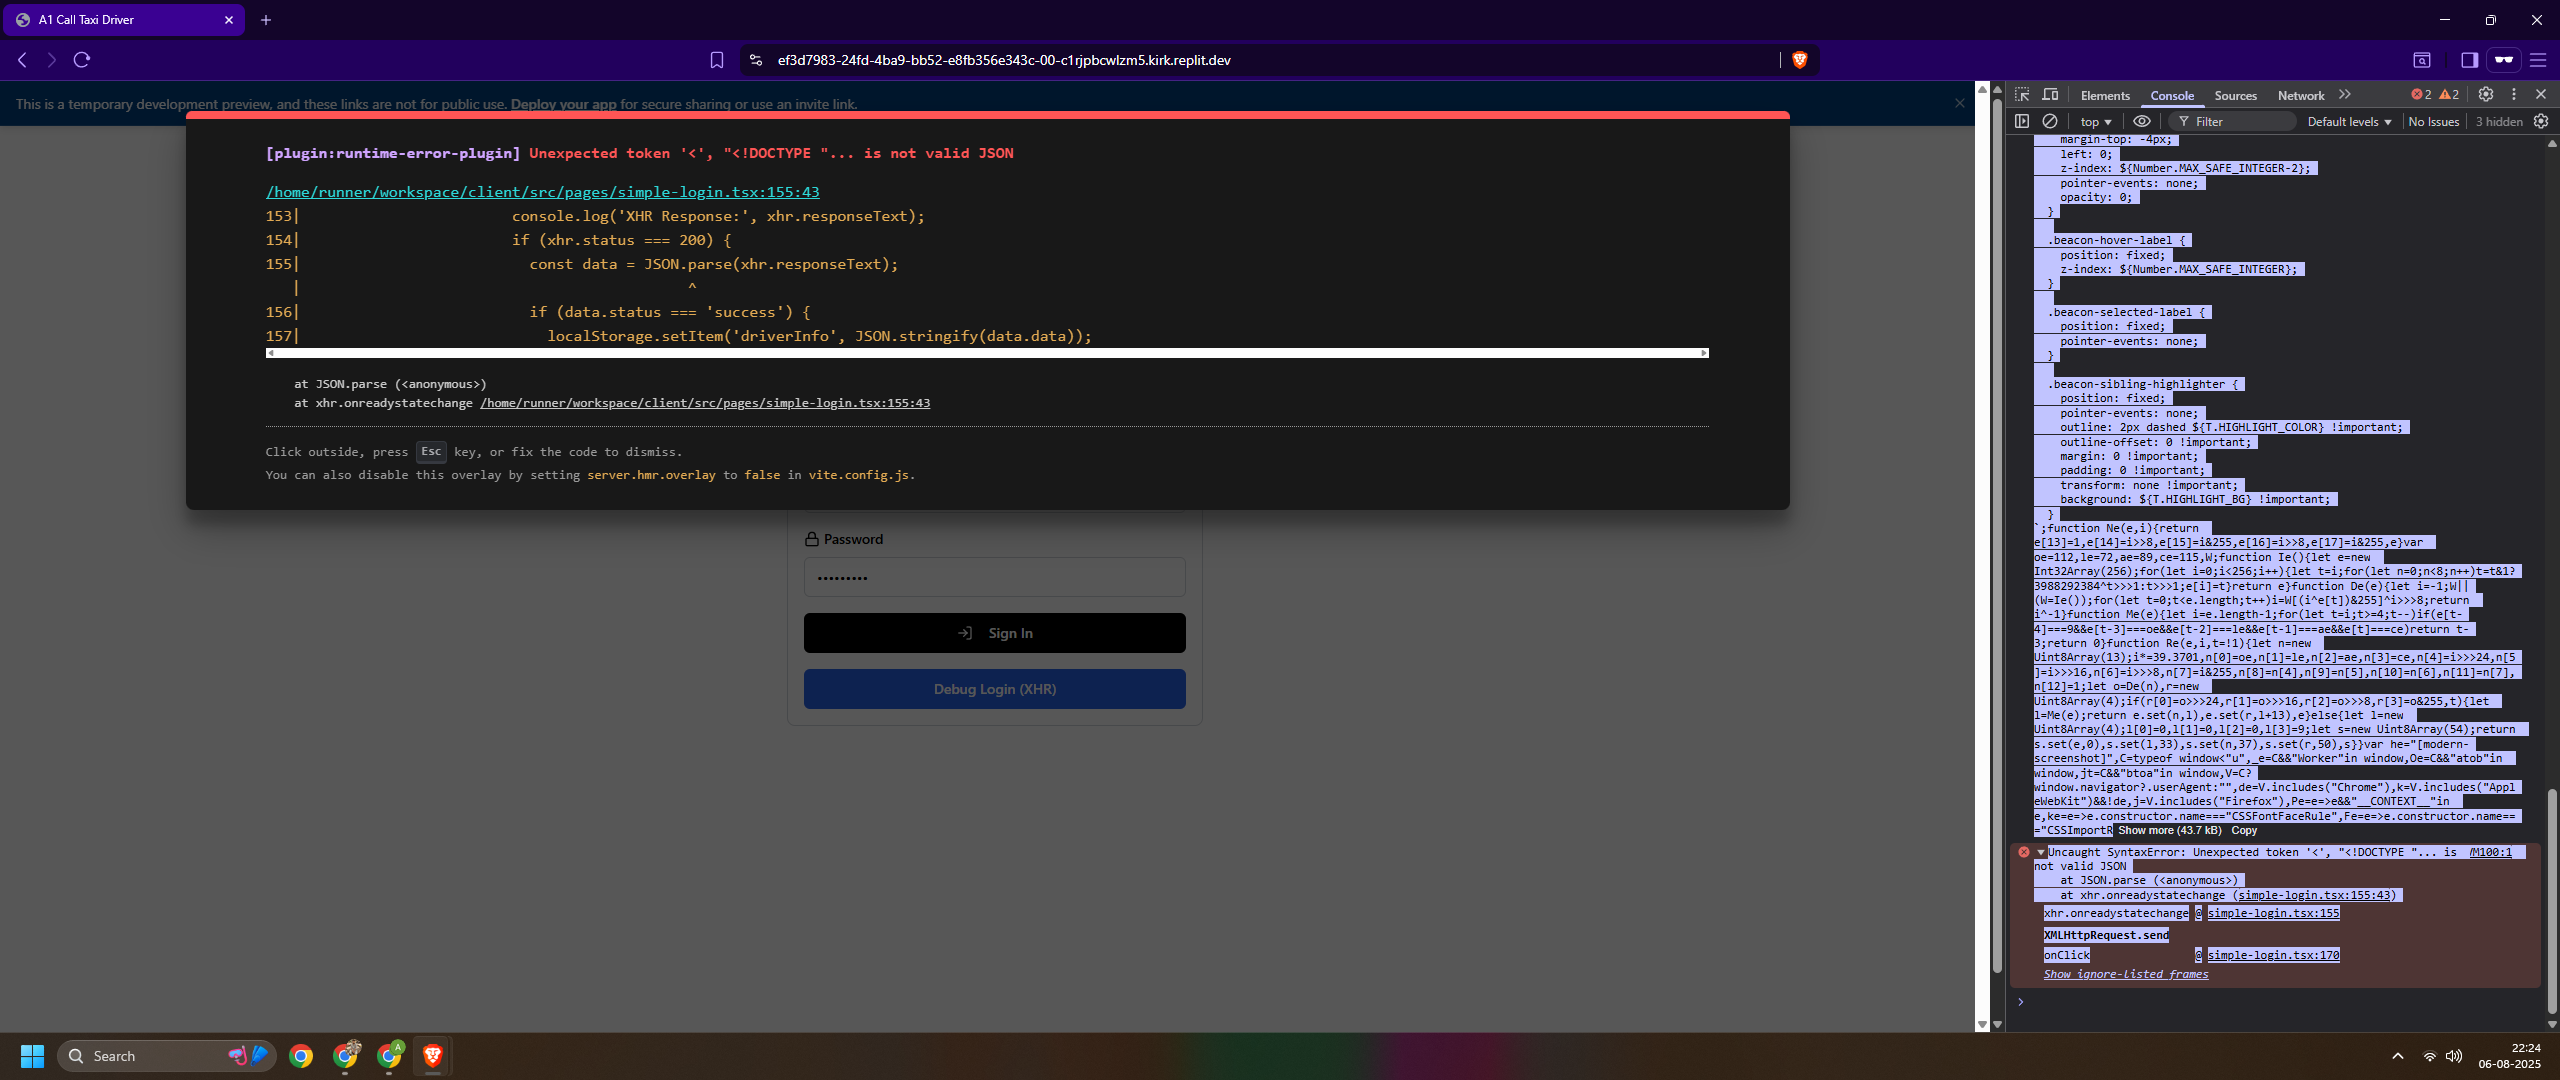 A1 Call Taxi Driver
ef3d7983-24fd-4ba9-bb52-e8fb356e343c-00-c1rjpbcwlzm5.kirk.replit.dev
This is a temporary development preview, and these links are not for public use. Deploy your app for secure sharing or use an invite link.
[plugin:runtime-error-plugin] Unexpected token '<', "<!DOCTYPE "... is not valid JSON
/home/runner/workspace/client/src/pages/simple-login.tsx:155:43
153| console.log('XHR Response:', xhr.responseText);
154| if (xhr.status === 200) {
155| const data = JSON.parse(xhr.responseText);
| ^
156| if (data.status === 'success') {
157| localStorage.setItem('driverInfo', JSON.stringify(data.data));
at JSON.parse (<anonymous>)
at xhr.onreadystatechange /home/runner/workspace/client/src/pages/simple-login.tsx:155:43
Click outside, press Esc key, or fix the code to dismiss.
You can also disable this overlay by setting server.hmr.overlay to false in vite.config.js.
Password
•••••••••
Sign In
Debug Login (XHR)
Elements Console Sources Network 2 2
top Filter Default levels No Issues 3 hidden
margin-top: -4px;
left: 0;
z-index: ${Number.MAX_SAFE_INTEGER-2};
pointer-events: none;
opacity: 0;
}
.beacon-hover-label {
position: fixed;
z-index: ${Number.MAX_SAFE_INTEGER};
}
.beacon-selected-label {
position: fixed;
pointer-events: none;
}
.beacon-sibling-highlighter {
position: fixed;
pointer-events: none;
outline: 2px dashed ${T.HIGHLIGHT_COLOR} !important;
outline-offset: 0 !important;
margin: 0 !important;
padding: 0 !important;
transform: none !important;
background: ${T.HIGHLIGHT_BG} !important;
}
`;function Ne(e,i){return
e[13]=1,e[14]=i>>8,e[15]=i&255,e[16]=i>>8,e[17]=i&255,e}var
oe=112,le=72,ae=89,ce=115,W;function Ie(){let e=new
Int32Array(256);for(let i=0;i<256;i++){let t=i;for(let n=0;n<8;n++)t=t&1?
3988292384^t>>>1:t>>>1;e[i]=t}return e}function De(e){let i=-1;W||
(W=Ie());for(let t=0;t<e.length;t++)i=W[(i^e[t])&255]^i>>>8;return
i^-1}function Me(e){let i=e.length-1;for(let t=i;t>=4;t--)if(e[t-
4]===9&&e[t-3]===oe&&e[t-2]===le&&e[t-1]===ae&&e[t]===ce)return t-
3;return 0}function Re(e,i,t=!1){let n=new
Uint8Array(13);i*=39.3701,n[0]=oe,n[1]=le,n[2]=ae,n[3]=ce,n[4]=i>>>24,n[5
]=i>>>16,n[6]=i>>>8,n[7]=i&255,n[8]=n[4],n[9]=n[5],n[10]=n[6],n[11]=n[7],
n[12]=1;let o=De(n),r=new
Uint8Array(4);if(r[0]=o>>>24,r[1]=o>>>16,r[2]=o>>>8,r[3]=o&255,t){let
l=Me(e);return e.set(n,l),e.set(r,l+13),e}else{let l=new
Uint8Array(4);l[0]=0,l[1]=0,l[2]=0,l[3]=9;let s=new Uint8Array(54);return
s.set(e,0),s.set(l,33),s.set(n,37),s.set(r,50),s}}var he="[modern-
screenshot]",C=typeof window<"u",_e=C&&"Worker"in window,Oe=C&&"atob"in
window,jt=C&&"btoa"in window,V=C?
window.navigator?.userAgent:"",de=V.includes("Chrome"),k=V.includes("Appl
eWebKit")&&!de,j=V.includes("Firefox"),Pe=e=>e&&"__CONTEXT__"in
e,ke=e=>e.constructor.name==="CSSFontFaceRule",Fe=e=>e.constructor.name==
="CSSImportR Show more (43.7 kB) Copy
Uncaught SyntaxError: Unexpected token '<', "<!DOCTYPE "... is VM100:1
not valid JSON
at JSON.parse (<anonymous>)
at xhr.onreadystatechange (simple-login.tsx:155:43)
xhr.onreadystatechange @ simple-login.tsx:155
XMLHttpRequest.send
onClick @ simple-login.tsx:170
Show ignore-listed frames
Search
A
22:24
06-08-2025